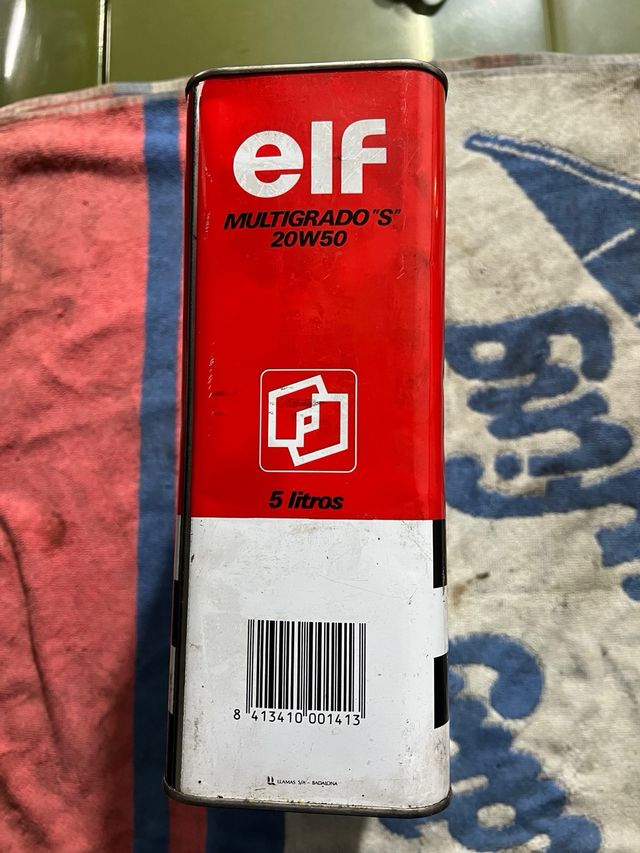 elf
MULTIGRADO "S"
20W50
P
5 litros
8 413410 001413
LLAMAS S/A - BADALONA